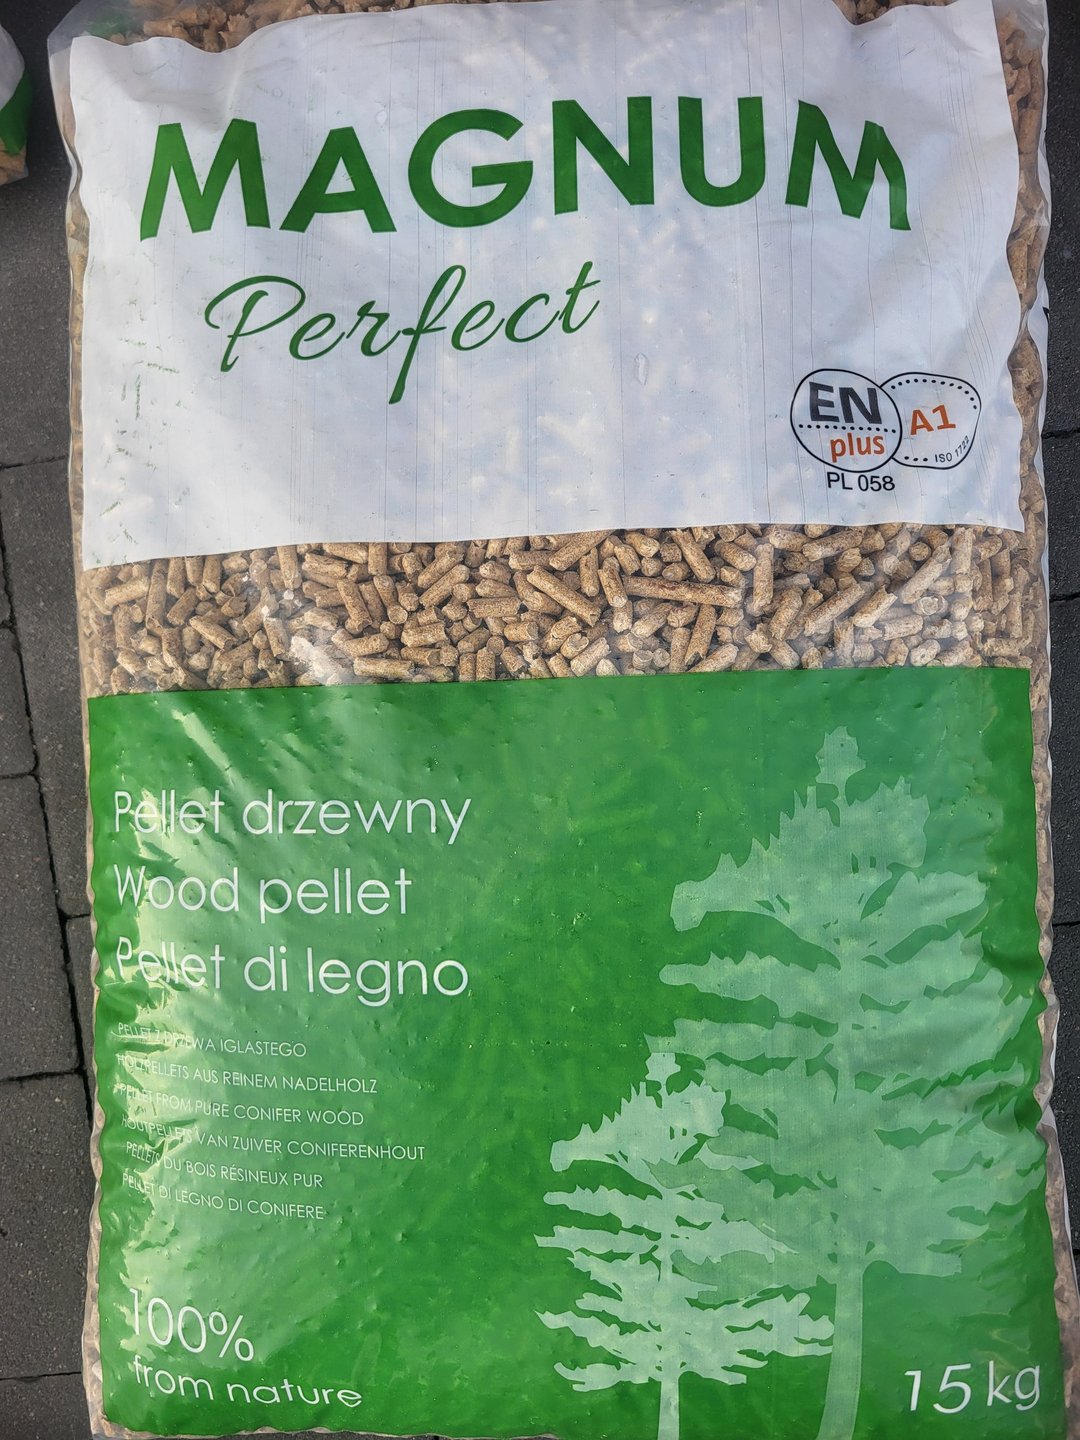 MAGNUM
Perfect
EN
plus
A1
ISO
PL 058
Pellet drzewny
Wood pellet
Pellet di legno
PELLET Z DRZEWA IGLASTEGO
HOLZPELLETS AUS REINEM NADELHOLZ
PELLET FROM PURE CONIFER WOOD
HOUTPELLETS VAN ZUIVER CONIFERENHOUT
PELLETS DU BOIS RÉSINEUX PUR
PELLET DI LEGNO DI CONIFERE
100%
from nature
15 kg